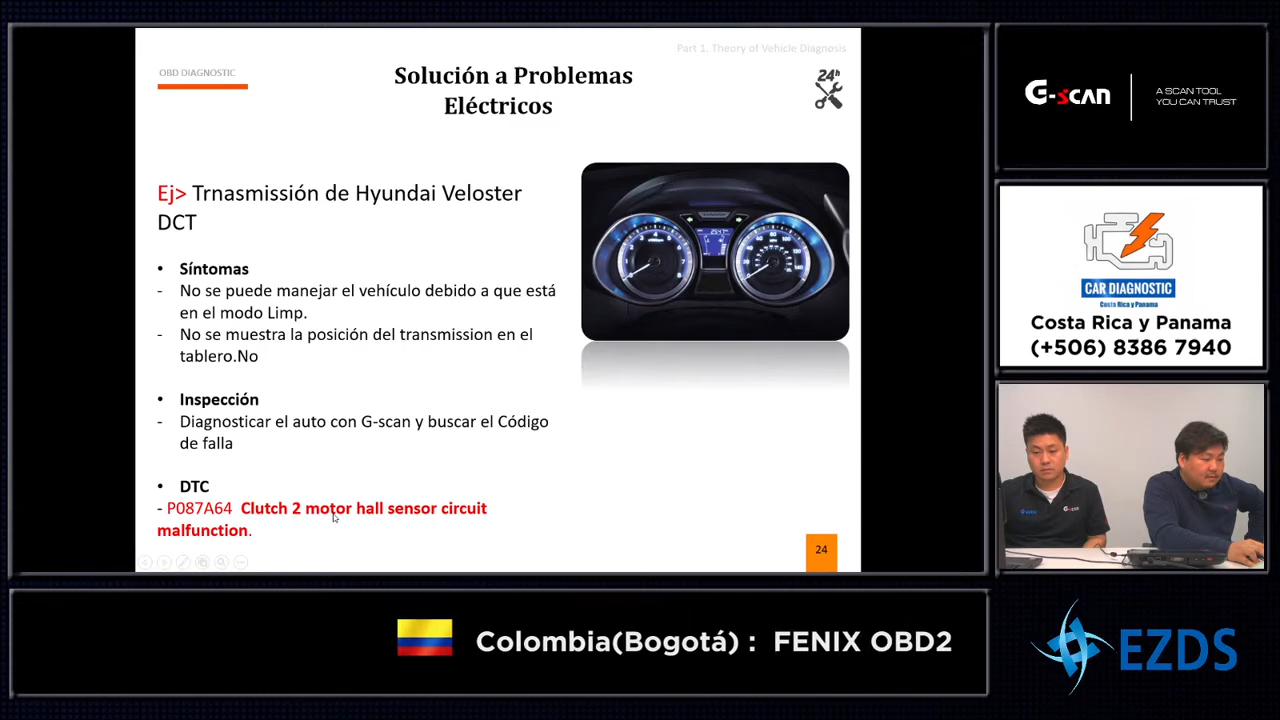 Part 1. Theory of Vehicle Diagnosis
OBD DIAGNOSTIC
Solución a Problemas
Eléctricos
24h
Ej> Trnasmissión de Hyundai Veloster
DCT
• Síntomas
- No se puede manejar el vehículo debido a que está
en el modo Limp.
- No se muestra la posición del transmission en el
tablero.No
• Inspección
- Diagnosticar el auto con G-scan y buscar el Código
de falla
• DTC
- P087A64 Clutch 2 motor hall sensor circuit
malfunction.
24
G-SCAN
A SCAN TOOL
YOU CAN TRUST
CAR DIAGNOSTIC
Costa Rica y Panama
Costa Rica y Panama
(+506) 8386 7940
Colombia(Bogotá) : FENIX OBD2
EZDS